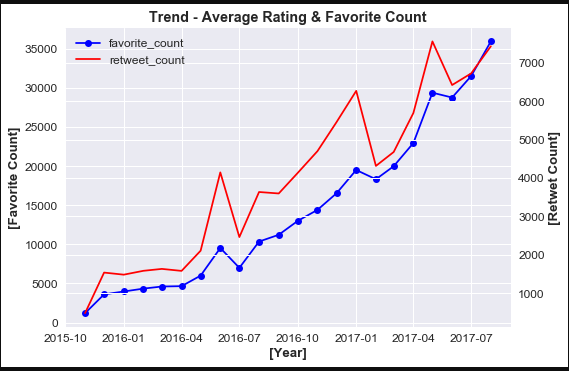 Trend - Average Rating & Favorite Count
favorite_count
retweet_count
[Favorite Count]
35000
30000
25000
20000
15000
10000
5000
0
7000
6000
5000
4000
3000
2000
1000
[Retwet Count]
2015-10 2016-01 2016-04 2016-07 2016-10 2017-01 2017-04 2017-07
[Year]